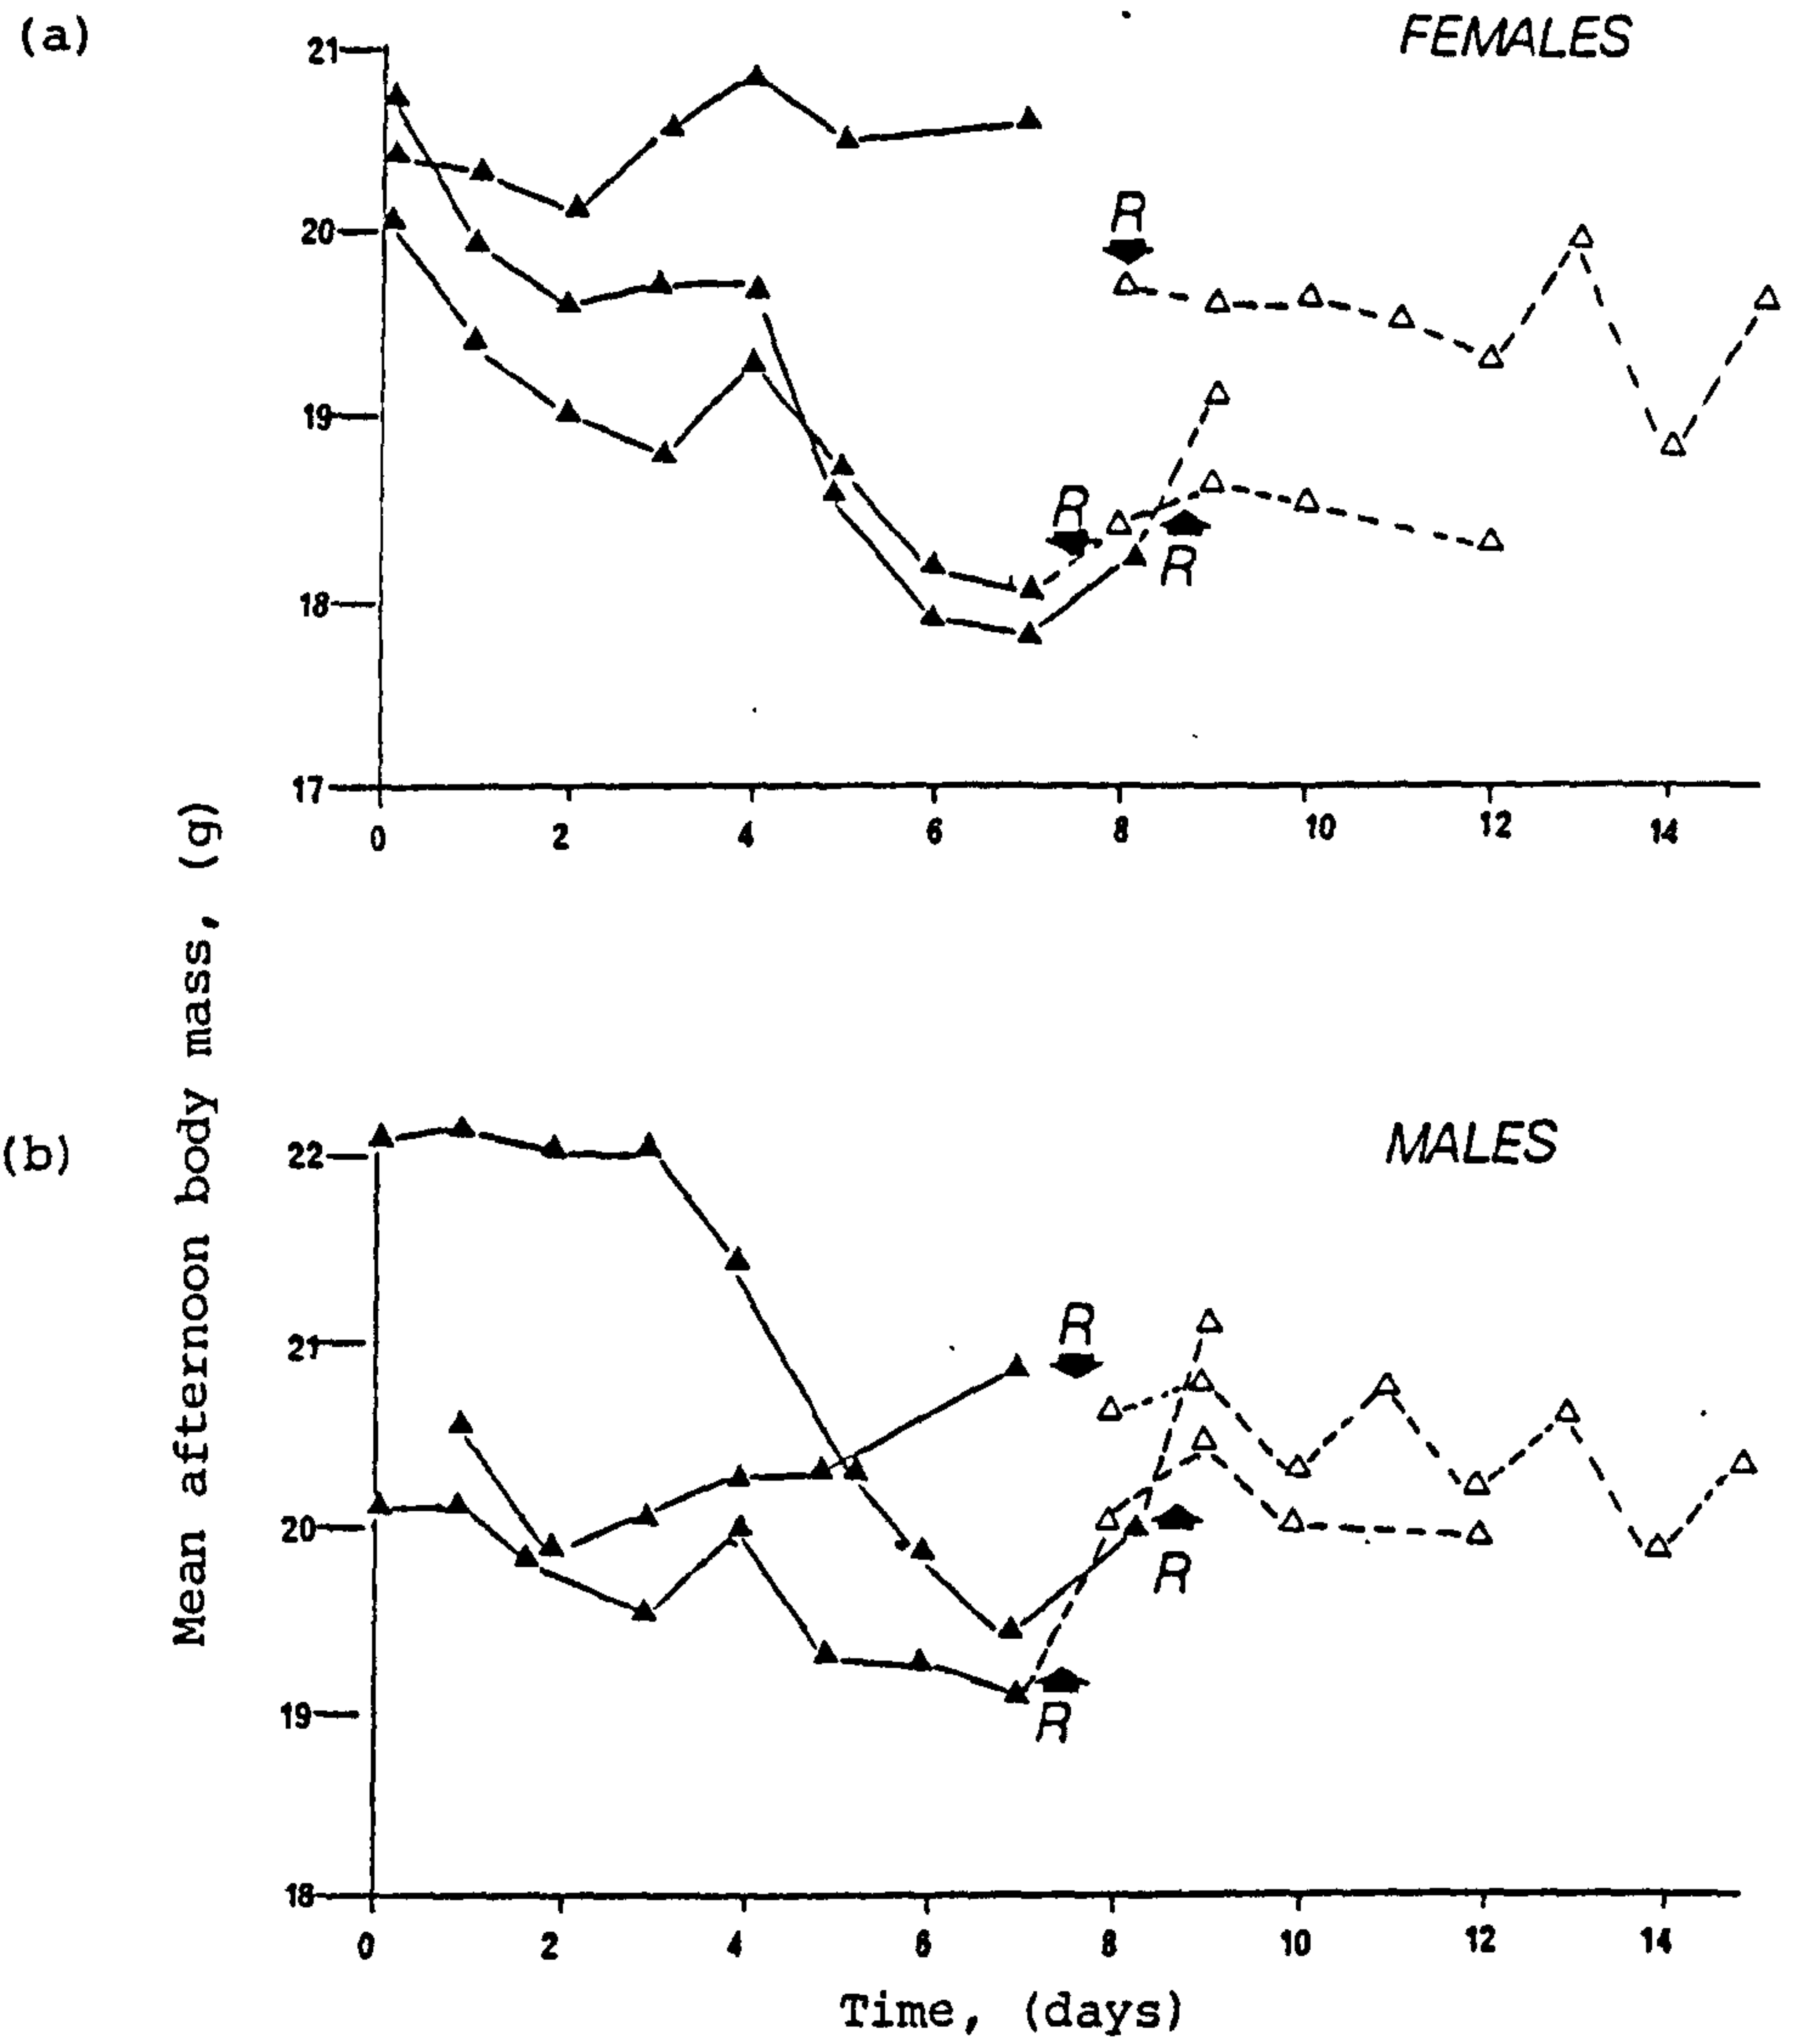 (a)
FEMALES
21
20
19
18
17
R
R
R
0 2 4 6 8 10 12 14
Mean afternoon body mass, (g)
(b)
MALES
22
21
20
19
18
R
R
R
0 2 4 6 8 10 12 14
Time, (days)